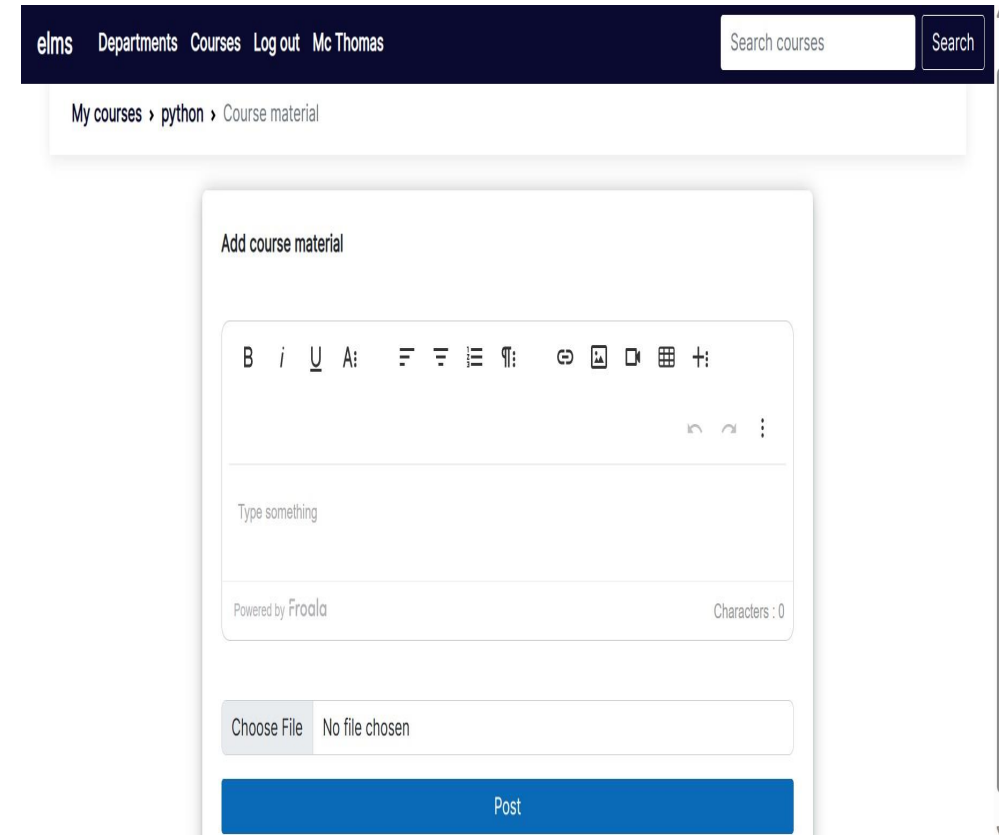 elms Departments Courses Log out Mc Thomas Search courses Search
My courses › python › Course material
Add course material
B i U A
Type something
Powered by Froala Characters : 0
Choose File No file chosen
Post